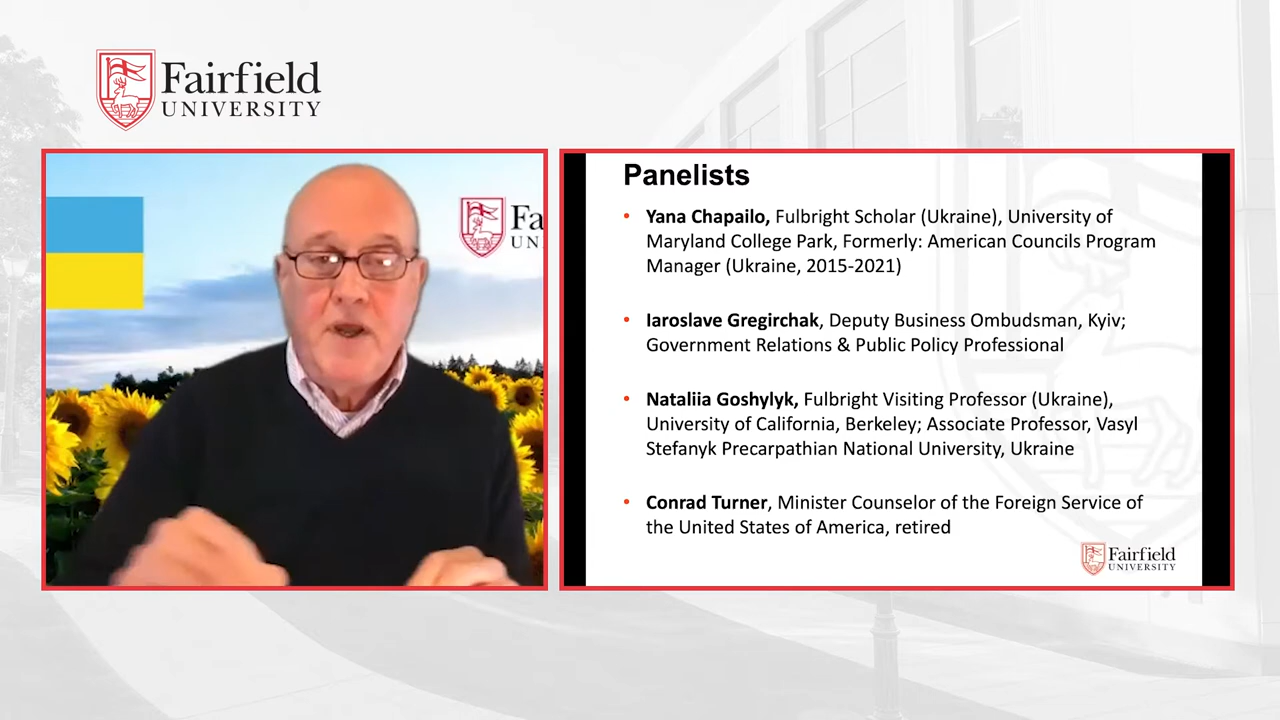 Fairfield
UNIVERSITY
Fa
UN
Panelists
• Yana Chapailo, Fulbright Scholar (Ukraine), University of
Maryland College Park, Formerly: American Councils Program
Manager (Ukraine, 2015-2021)
• Iaroslave Gregirchak, Deputy Business Ombudsman, Kyiv;
Government Relations & Public Policy Professional
• Nataliia Goshylyk, Fulbright Visiting Professor (Ukraine),
University of California, Berkeley; Associate Professor, Vasyl
Stefanyk Precarpathian National University, Ukraine
• Conrad Turner, Minister Counselor of the Foreign Service of
the United States of America, retired
Fairfield
UNIVERSITY